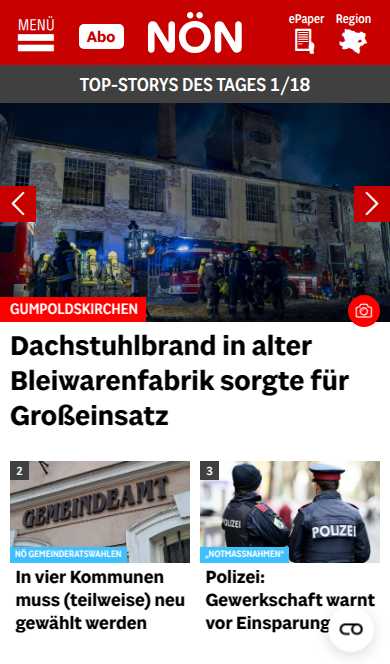 MENÜ
Abo
NÖN
ePaper
Region
TOP-STORYS DES TAGES 1/18
GUMPOLDSKIRCHEN
Dachstuhlbrand in alter
Bleiwarenfabrik sorgte für
Großeinsatz
2
GEMEINDEAMT
NÖ GEMEINDERATSWAHLEN
In vier Kommunen
muss (teilweise) neu
gewählt werden
3
POLIZEI
POLIZEI
„NOTMASSNAHMEN“
Polizei:
Gewerkschaft warnt
vor Einsparung